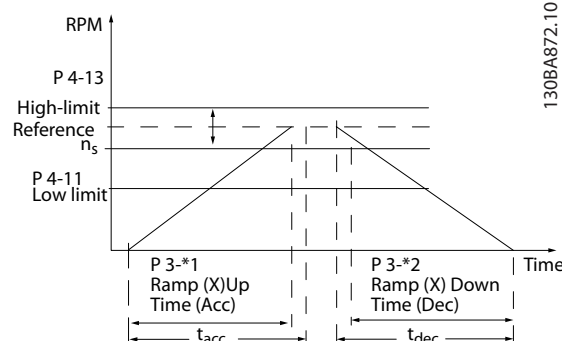 RPM
130BA872.10
P 4-13
High-limit
Reference
ns
P 4-11
Low limit
Time
P 3-*1
Ramp (X)Up
Time (Acc)
P 3-*2
Ramp (X) Down
Time (Dec)
tacc
tdec